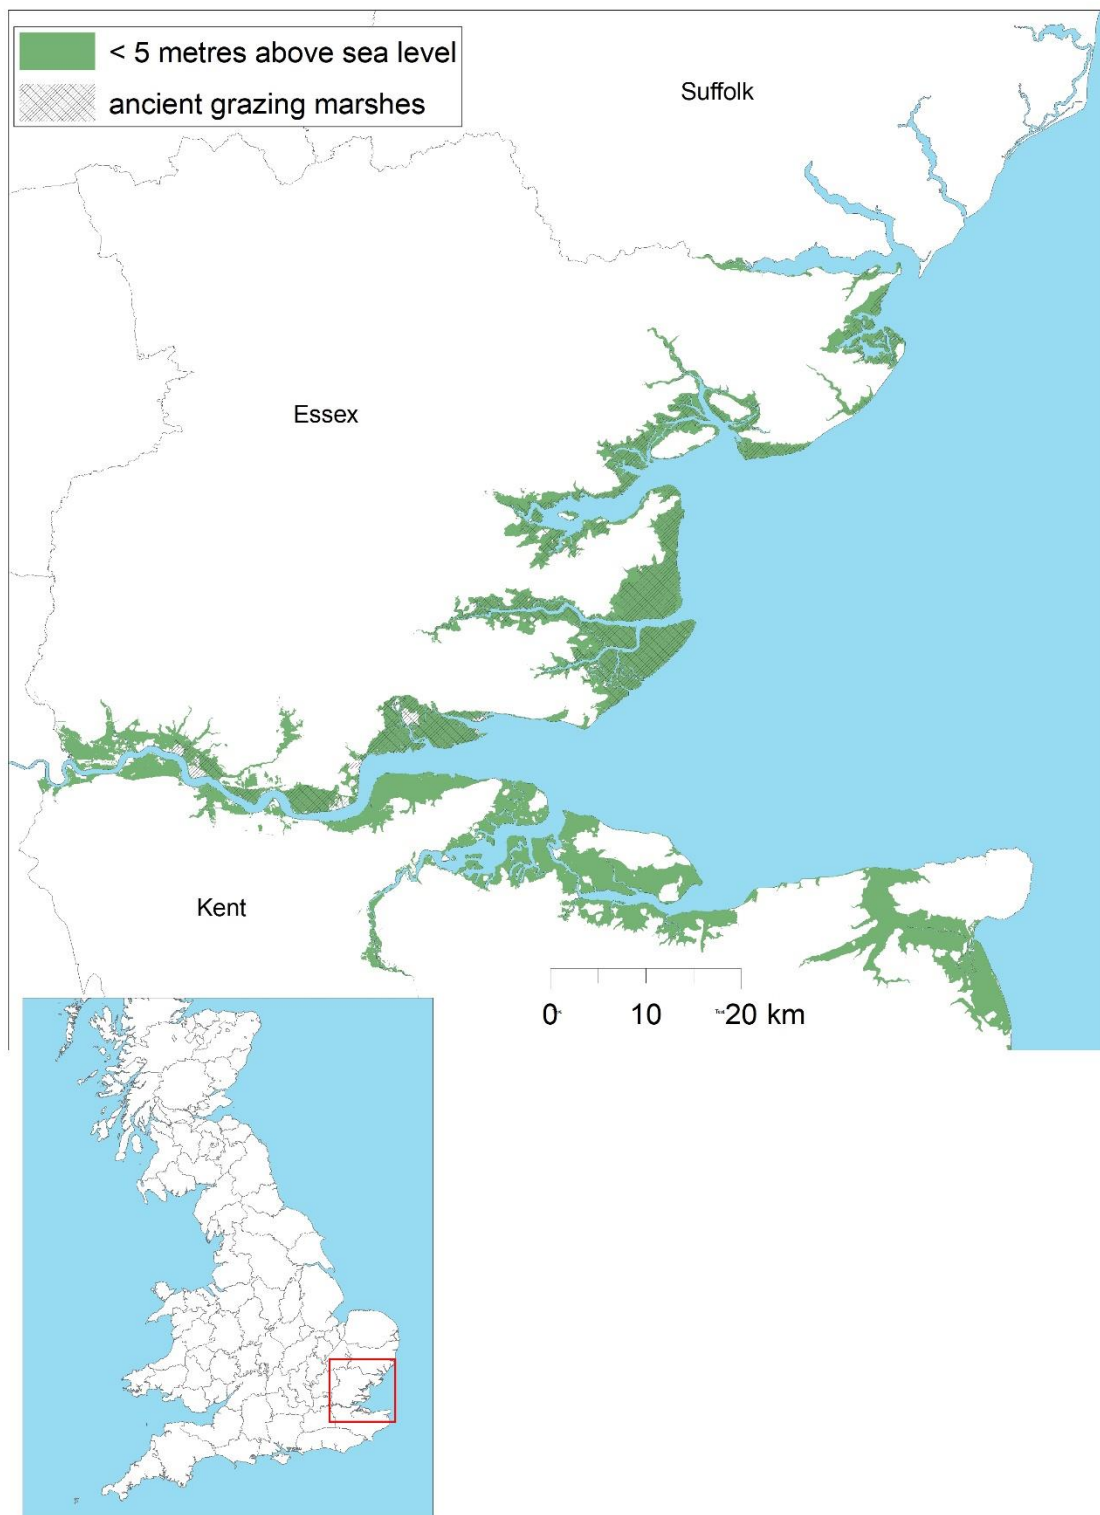 < 5 metres above sea level
ancient grazing marshes
Suffolk
Essex
Kent
0 10 20 km